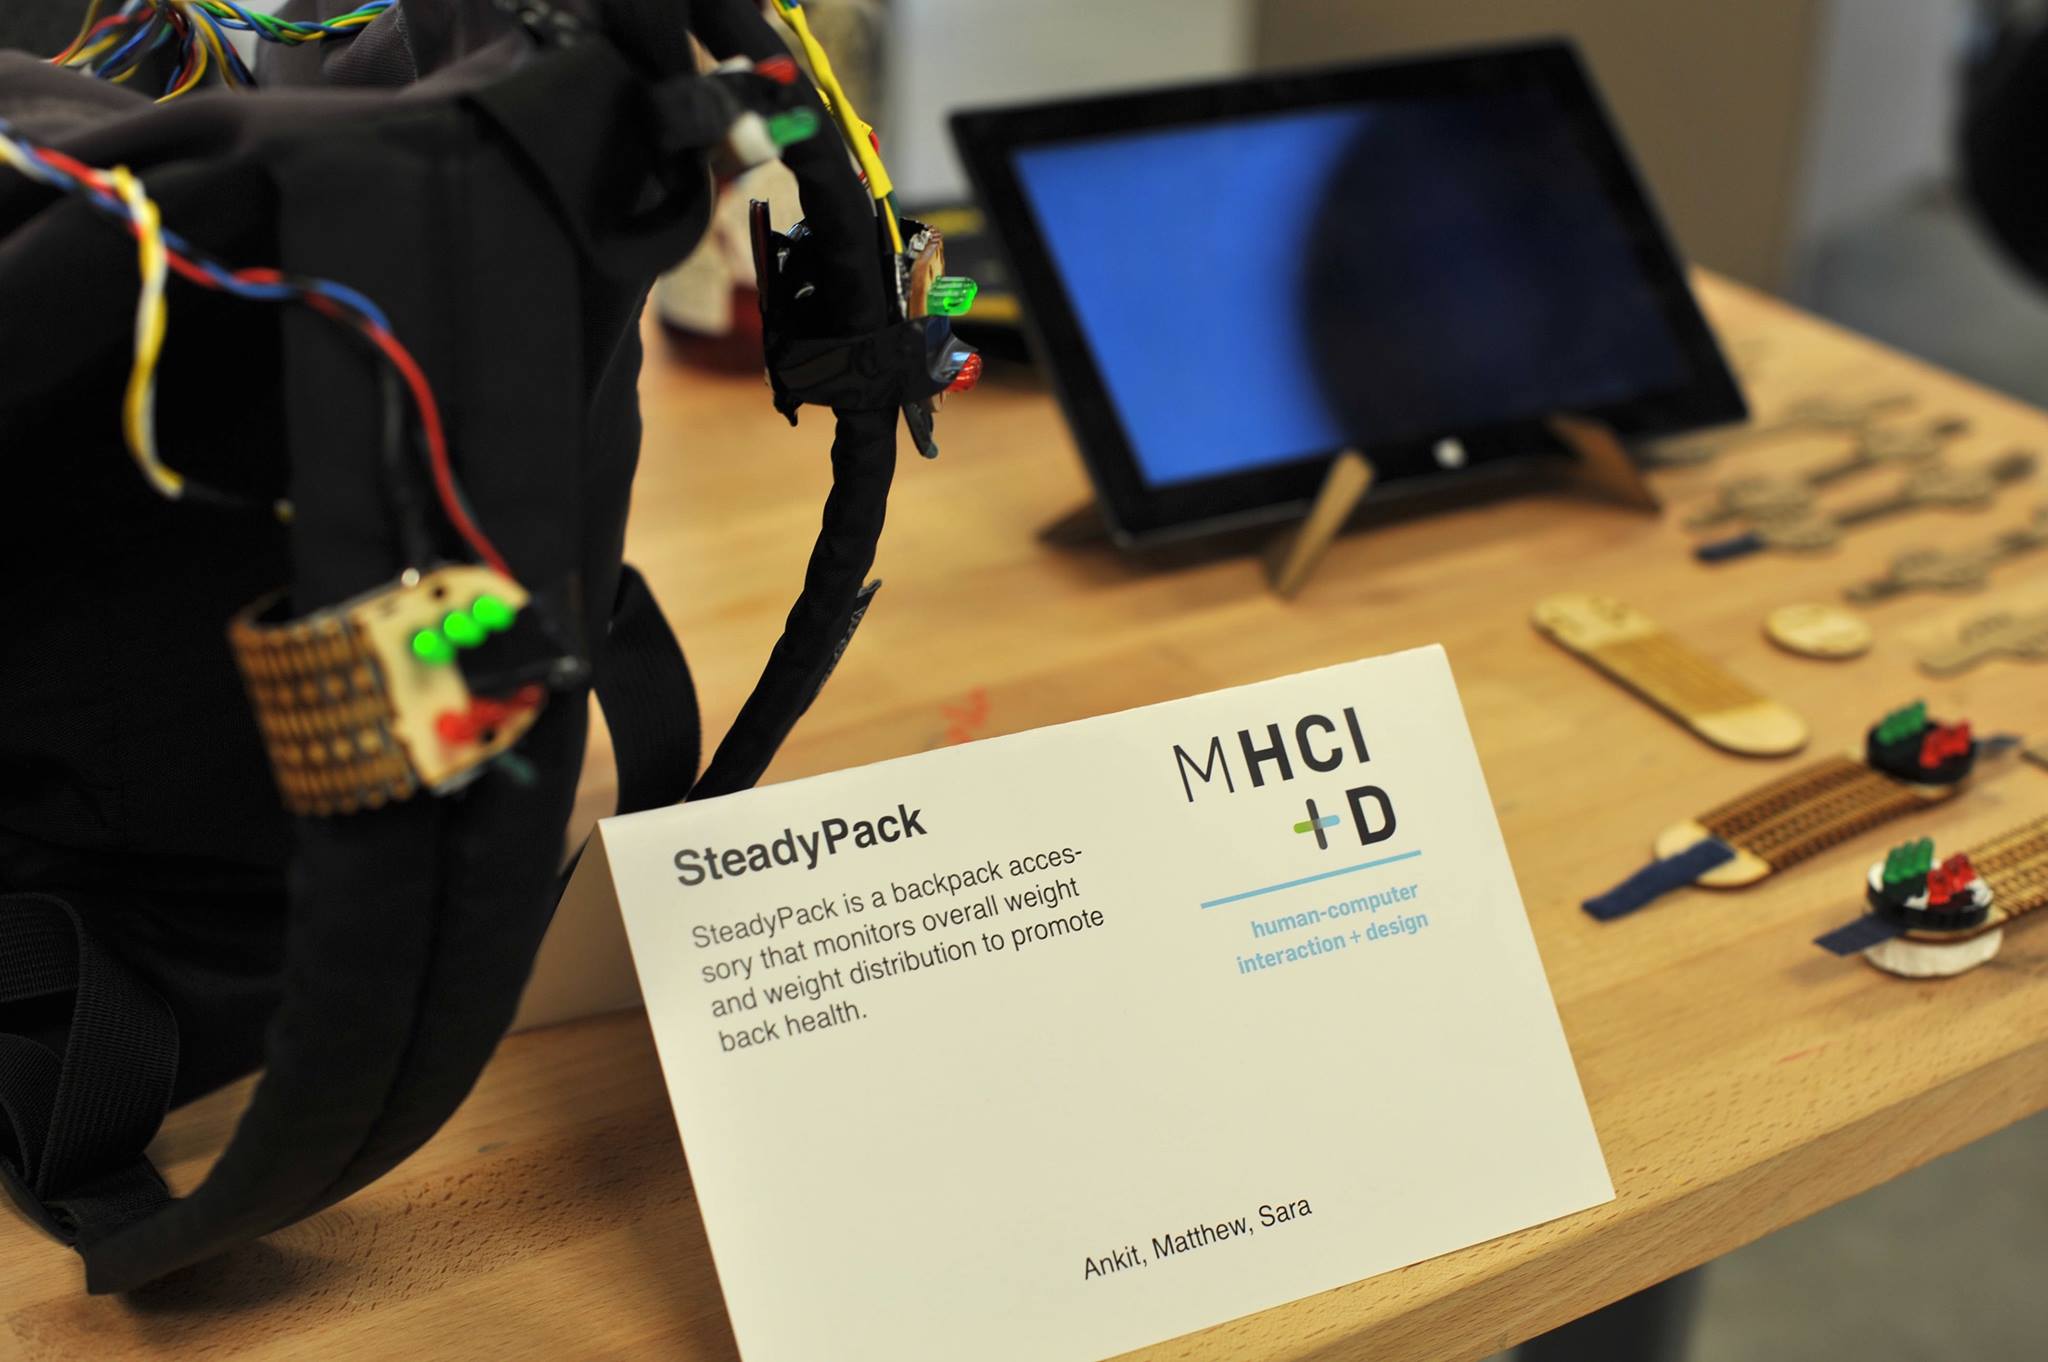 SteadyPack
SteadyPack is a backpack acces-
sory that monitors overall weight
and weight distribution to promote
back health.
MHCI
+D
human-computer
interaction + design
Ankit, Matthew, Sara